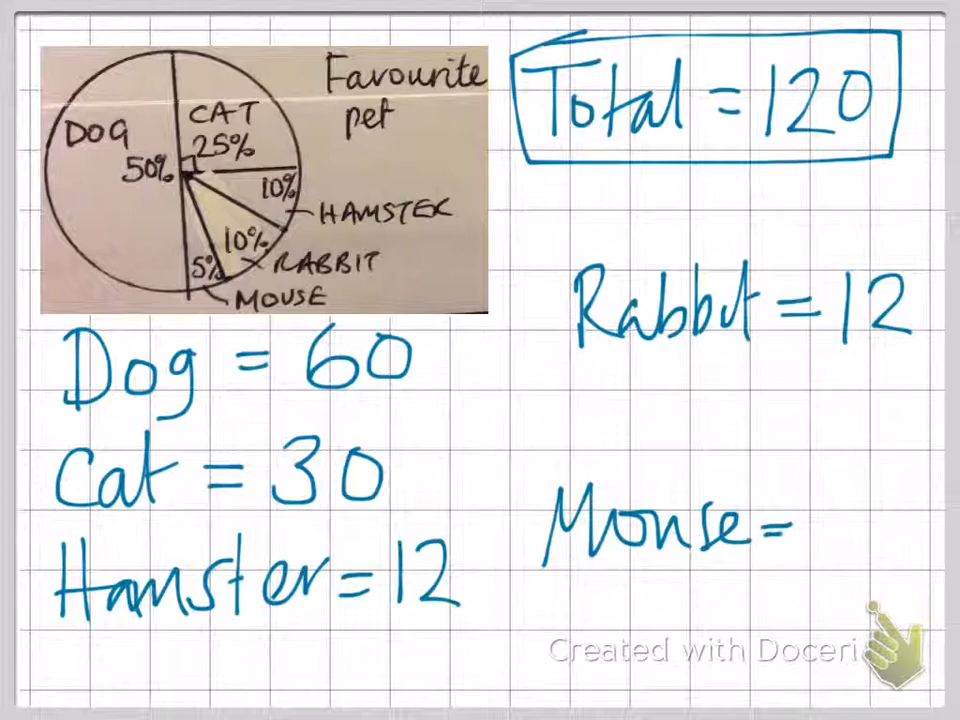 Favourite
pet
DOG
50%
CAT
25%
10%
HAMSTER
10%
RABBIT
5%
MOUSE
Total = 120
Rabbit = 12
Dog = 60
Cat = 30
Hamster = 12
Mouse =
Created with Doceri